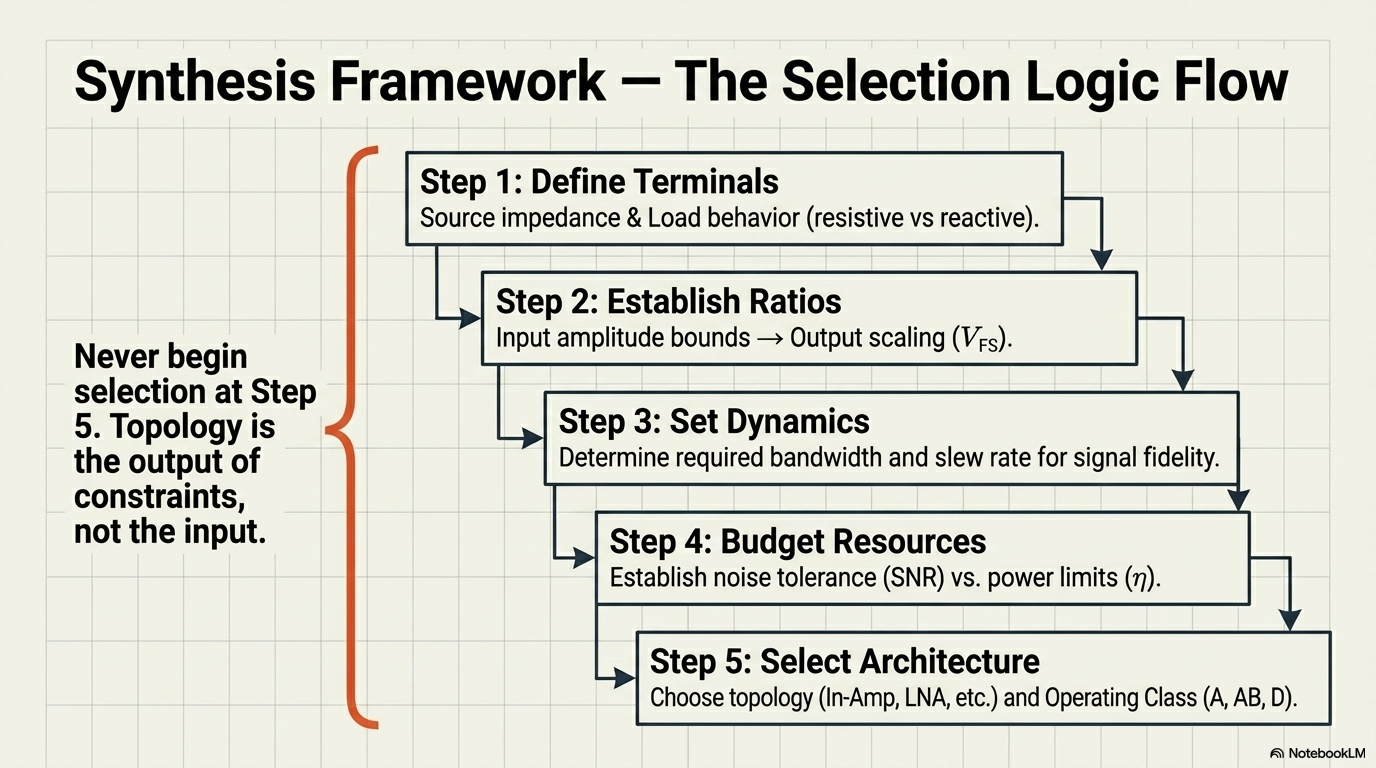 Synthesis Framework — The Selection Logic Flow
Step 1: Define Terminals
Source impedance & Load behavior (resistive vs reactive).
Step 2: Establish Ratios
Input amplitude bounds → Output scaling (V_FS).
Step 3: Set Dynamics
Determine required bandwidth and slew rate for signal fidelity.
Step 4: Budget Resources
Establish noise tolerance (SNR) vs. power limits (η).
Step 5: Select Architecture
Choose topology (In-Amp, LNA, etc.) and Operating Class (A, AB, D).
Never begin
selection at Step
5. Topology is
the output of
constraints,
not the input.
NotebookLM